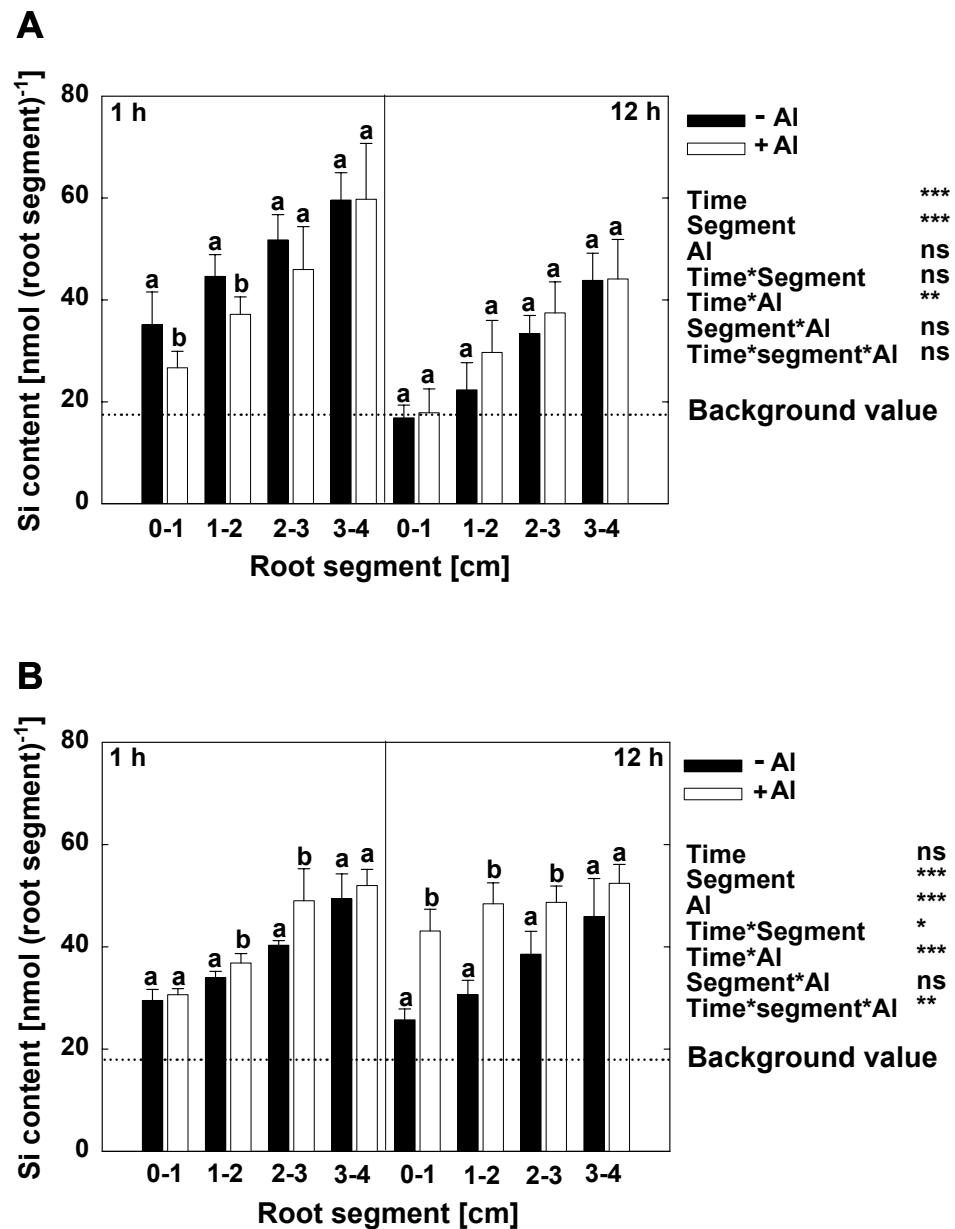 A
Si content [nmol (root segment)⁻¹]
80
60
40
20
0
1 h
12 h
a b a b a a a a a a a a a a a a
0-1 1-2 2-3 3-4 0-1 1-2 2-3 3-4
Root segment [cm]
- Al
+ Al
Time ***
Segment ***
Al ns
Time*Segment ns
Time*Al **
Segment*Al ns
Time*segment*Al ns
Background value
B
Si content [nmol (root segment)⁻¹]
80
60
40
20
0
1 h
12 h
a a a b a b a a a b a b a b a a
0-1 1-2 2-3 3-4 0-1 1-2 2-3 3-4
Root segment [cm]
- Al
+ Al
Time ns
Segment ***
Al ***
Time*Segment *
Time*Al ***
Segment*Al ns
Time*segment*Al **
Background value